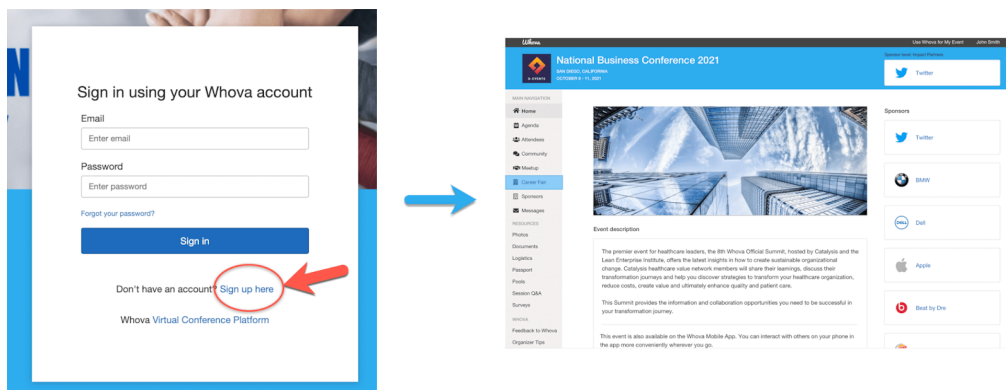 Sign in using your Whova account
Email
Enter email
Password
Enter password
Forgot your password?
Sign in
Don't have an account? Sign up here
Whova Virtual Conference Platform
Whova
Use Whova for My Event
John Smith
National Business Conference 2021
SAN DIEGO, CALIFORNIA
OCTOBER 8 - 11, 2021
Sponsor level: Impact Partners
Twitter
MAIN NAVIGATION
Home
Agenda
Attendees
Community
Meetup
Career Fair
Sponsors
Messages
RESOURCES
Photos
Documents
Logistics
Passport
Polls
Session Q&A
Surveys
WHOVA
Feedback to Whova
Organizer Tips
Event description
The premier event for healthcare leaders, the 8th Whova Official Summit, hosted by Catalysis and the
Lean Enterprise Institute, offers the latest insights in how to create sustainable organizational
change. Catalysis healthcare value network members will share their learnings, discuss their
transformation journeys and help you discover strategies to transform your healthcare organization,
reduce costs, create value and ultimately enhance quality and patient care.
This Summit provides the information and collaboration opportunities you need to be successful in
your transformation journey.
This event is also available on the Whova Mobile App. You can interact with others on your phone in
the app more conveniently wherever you go.
Sponsors
Twitter
BMW
DELL
Dell
Apple
Beat by Dre